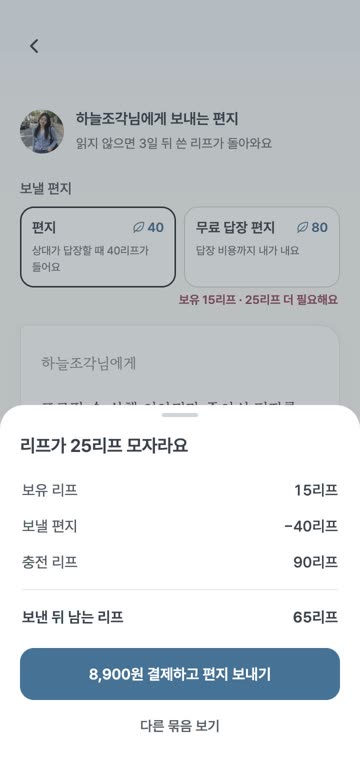 하늘조각님에게 보내는 편지
읽지 않으면 3일 뒤 쓴 리프가 돌아와요
보낼 편지
편지 40
상대가 답장할 때 40리프가
들어요
무료 답장 편지 80
답장 비용까지 내가 내요
보유 15리프 · 25리프 더 필요해요
하늘조각님에게
리프가 25리프 모자라요
보유 리프 15리프
보낼 편지 −40리프
충전 리프 90리프
보낸 뒤 남는 리프 65리프
8,900원 결제하고 편지 보내기
다른 묶음 보기